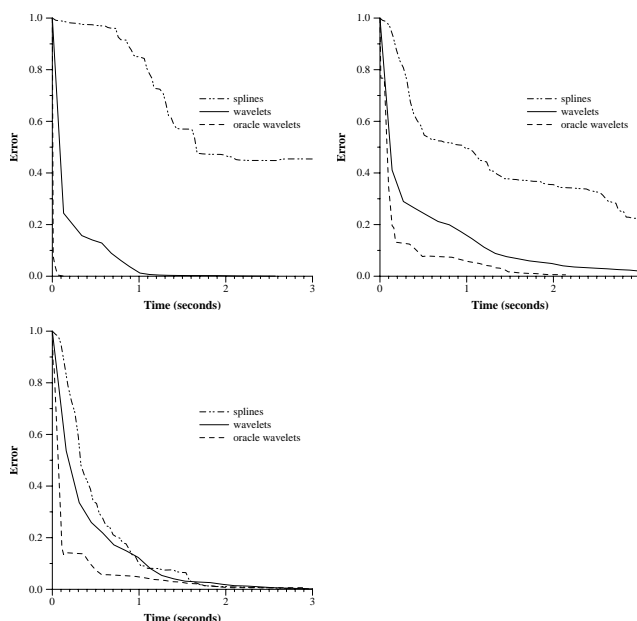 1.0
0.8
0.6
0.4
0.2
0.0
Error
splines
wavelets
oracle wavelets
0
1
2
3
Time (seconds)
1.0
0.8
0.6
0.4
0.2
0.0
Error
splines
wavelets
oracle wavelets
0
2
Time (seconds)
1.0
0.8
0.6
0.4
0.2
0.0
Error
splines
wavelets
oracle wavelets
0
1
2
3
Time (seconds)